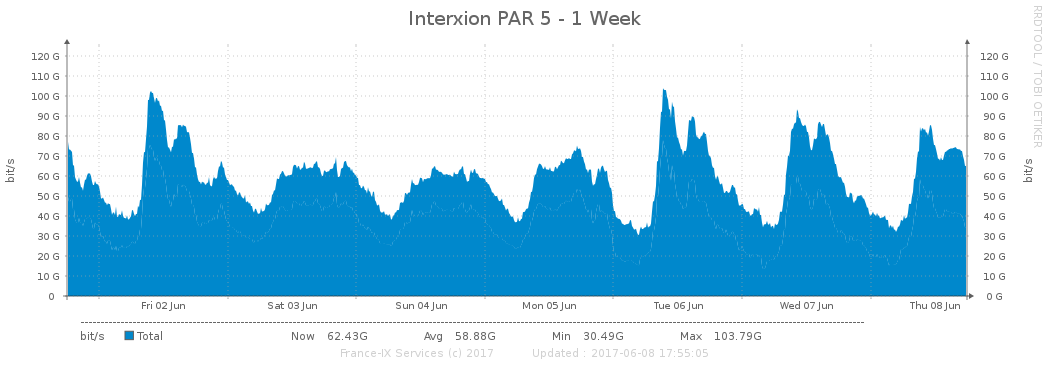 Interxion PAR 5 - 1 Week
RRDTOOL / TOBI OETIKER
bit/s
120 G 120 G
110 G 110 G
100 G 100 G
90 G 90 G
80 G 80 G
70 G 70 G
60 G 60 G
50 G 50 G
40 G 40 G
30 G 30 G
20 G 20 G
10 G 10 G
0 0 G
bit/s
Fri 02 Jun Sat 03 Jun Sun 04 Jun Mon 05 Jun Tue 06 Jun Wed 07 Jun Thu 08 Jun
bit/s Total Now 62.43G Avg 58.88G Min 30.49G Max 103.79G
France-IX Services (c) 2017 Updated : 2017-06-08 17:55:05